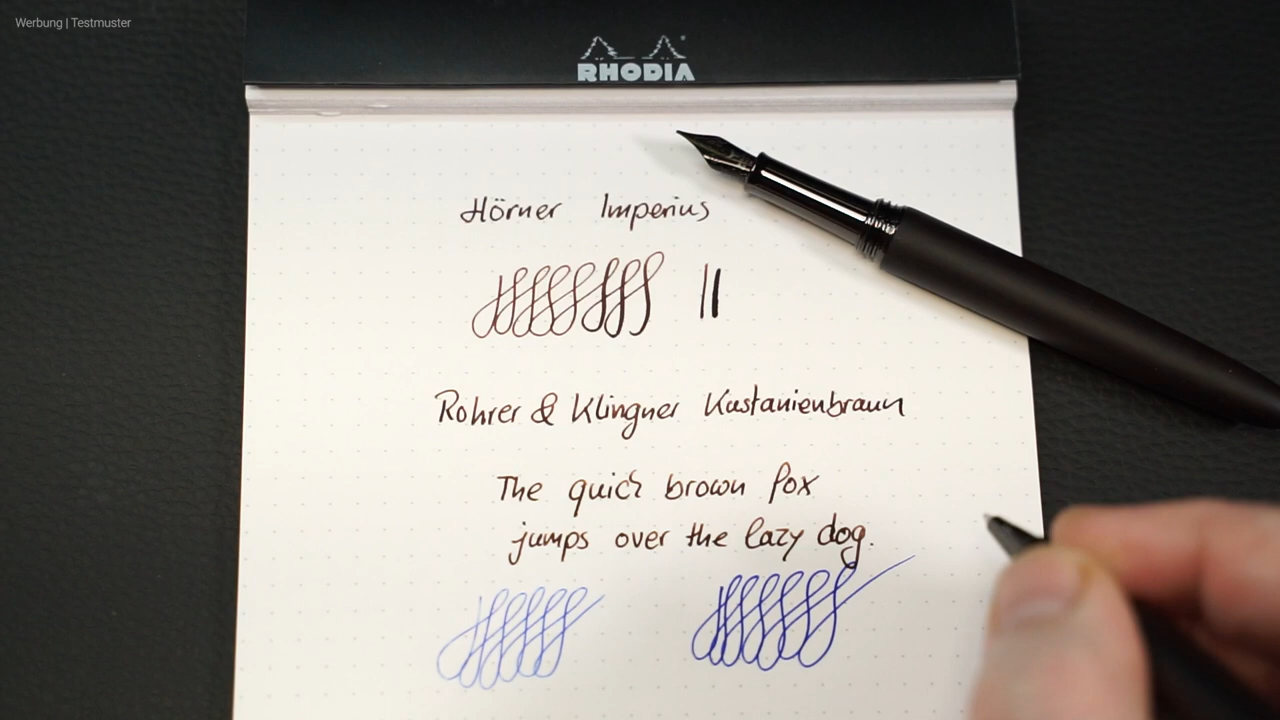 Werbung | Testmuster
RHODIA
Hörner Imperius
Rohrer & Klingner Kastanienbraun
The quick brown fox
jumps over the lazy dog.